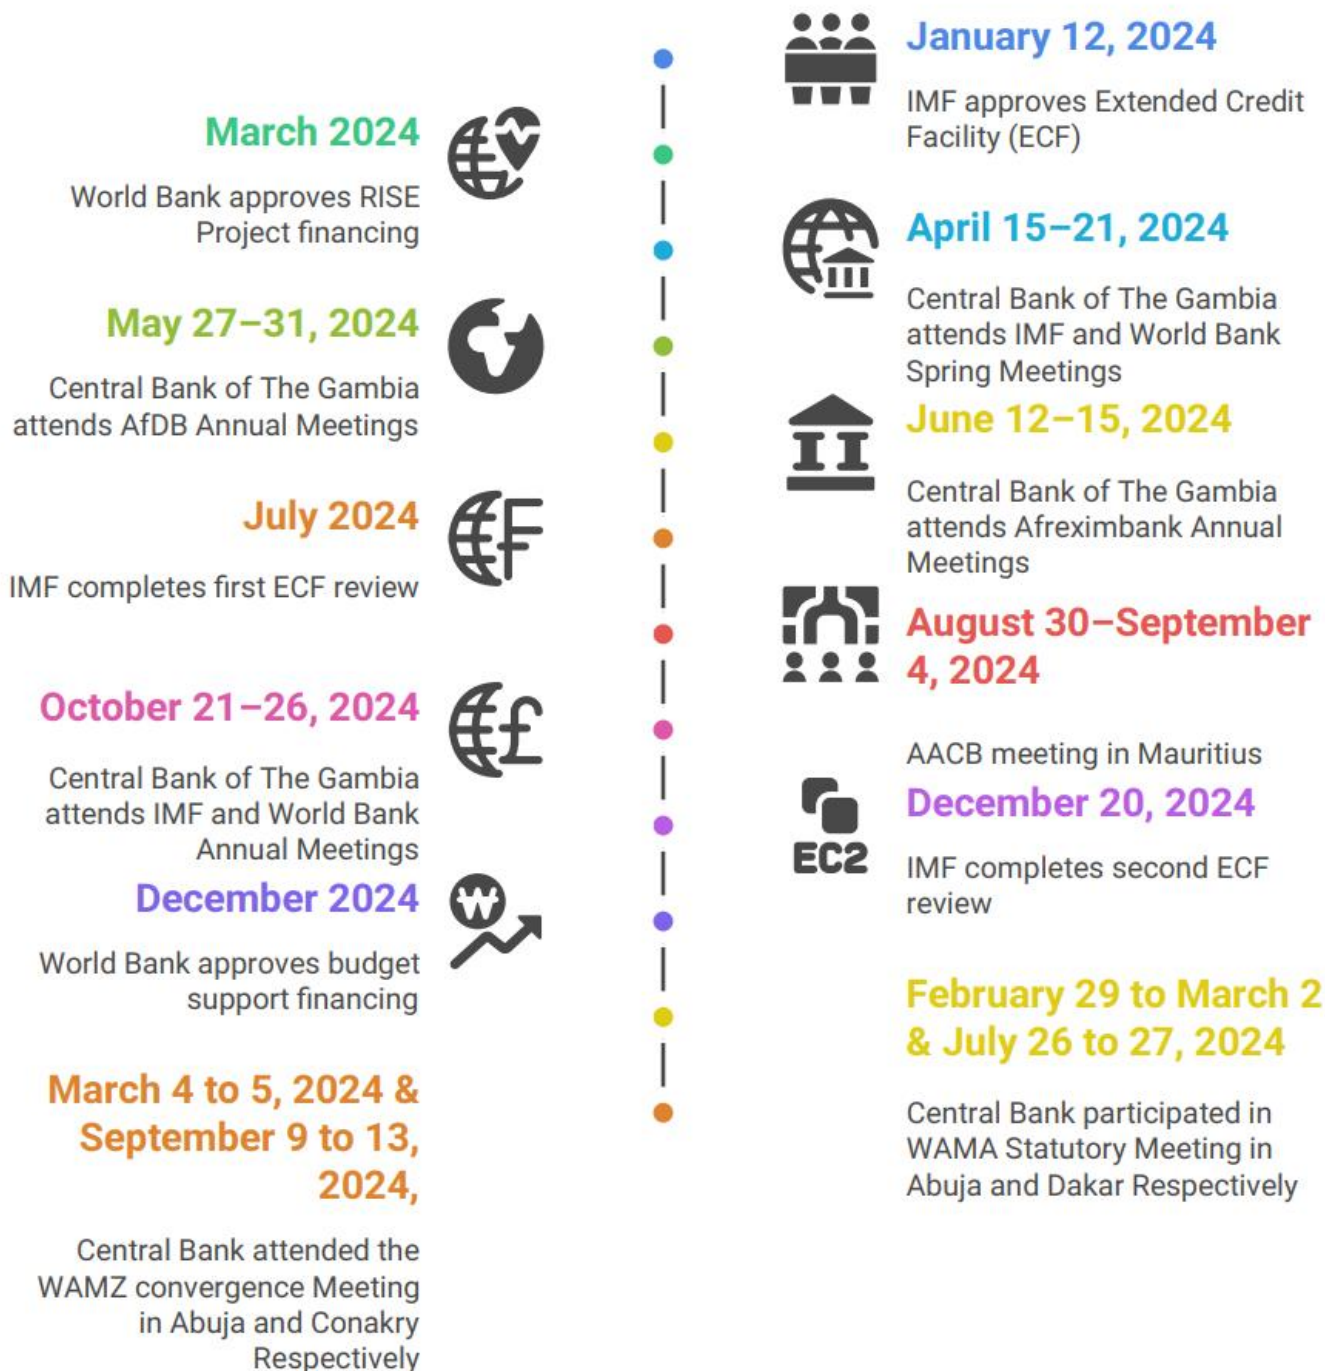 January 12, 2024
IMF approves Extended Credit
Facility (ECF)
March 2024
World Bank approves RISE
Project financing
April 15–21, 2024
Central Bank of The Gambia
attends IMF and World Bank
Spring Meetings
May 27–31, 2024
Central Bank of The Gambia
attends AfDB Annual Meetings
June 12–15, 2024
Central Bank of The Gambia
attends Afreximbank Annual
Meetings
July 2024
IMF completes first ECF review
August 30–September
4, 2024
AACB meeting in Mauritius
October 21–26, 2024
Central Bank of The Gambia
attends IMF and World Bank
Annual Meetings
December 20, 2024
EC2
IMF completes second ECF
review
December 2024
World Bank approves budget
support financing
February 29 to March 2
& July 26 to 27, 2024
Central Bank participated in
WAMA Statutory Meeting in
Abuja and Dakar Respectively
March 4 to 5, 2024 &
September 9 to 13,
2024,
Central Bank attended the
WAMZ convergence Meeting
in Abuja and Conakry
Respectively